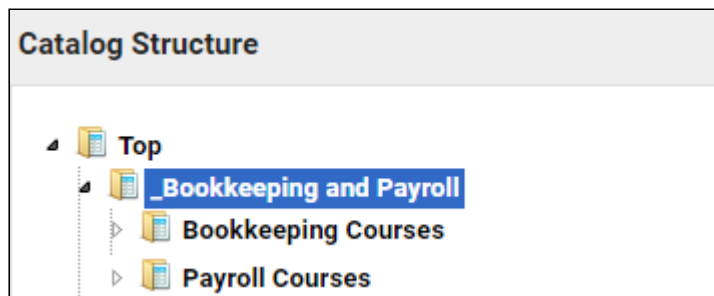 Catalog Structure
Top
_Bookkeeping and Payroll
Bookkeeping Courses
Payroll Courses